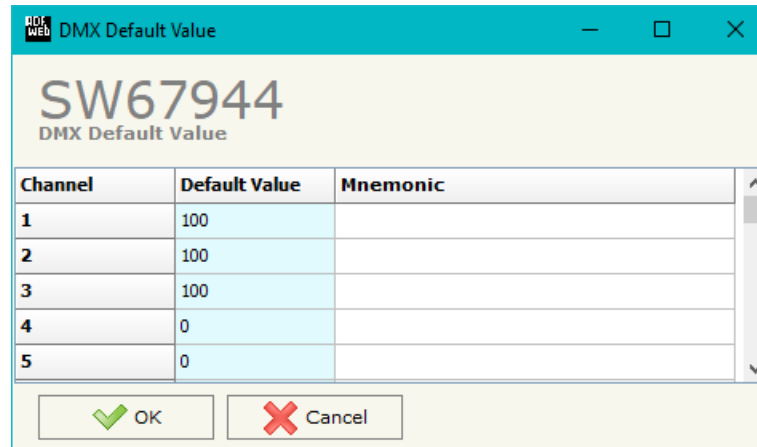 ADF
WEB DMX Default Value
SW67944
DMX Default Value
Channel Default Value Mnemonic
1 100
2 100
3 100
4 0
5 0
OK Cancel